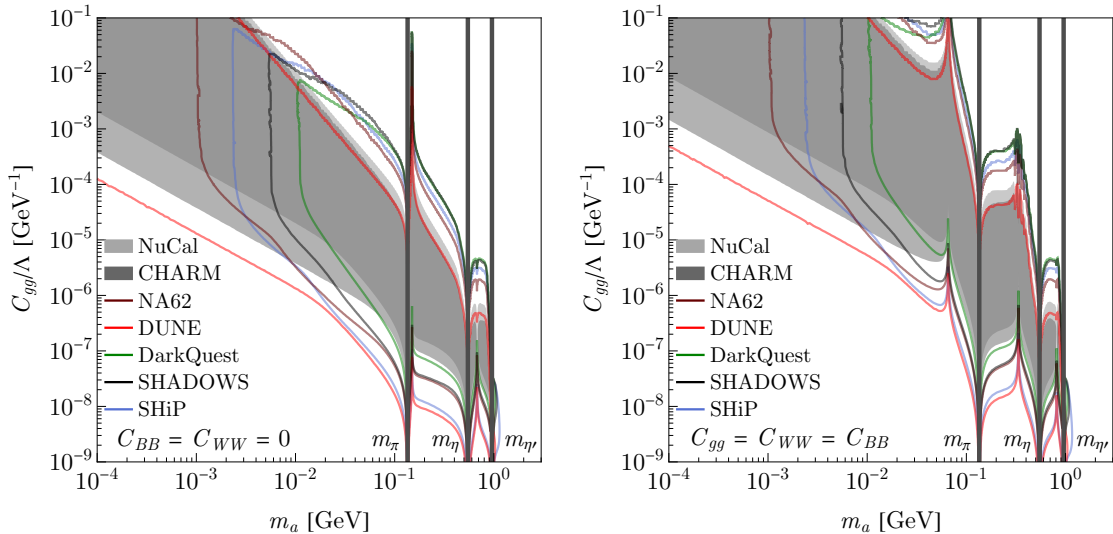 10⁻¹
10⁻²
10⁻³
10⁻⁴
10⁻⁵
10⁻⁶
10⁻⁷
10⁻⁸
10⁻⁹
C_gg/Λ [GeV⁻¹]
NuCal
CHARM
NA62
DUNE
DarkQuest
SHADOWS
SHiP
C_BB = C_WW = 0
m_π
m_η
m_η′
10⁻⁴
10⁻³
10⁻²
10⁻¹
10⁰
m_a [GeV]
10⁻¹
10⁻²
10⁻³
10⁻⁴
10⁻⁵
10⁻⁶
10⁻⁷
10⁻⁸
10⁻⁹
C_gg/Λ [GeV⁻¹]
NuCal
CHARM
NA62
DUNE
DarkQuest
SHADOWS
SHiP
C_gg = C_WW = C_BB
m_π
m_η
m_η′
10⁻⁴
10⁻³
10⁻²
10⁻¹
10⁰
m_a [GeV]